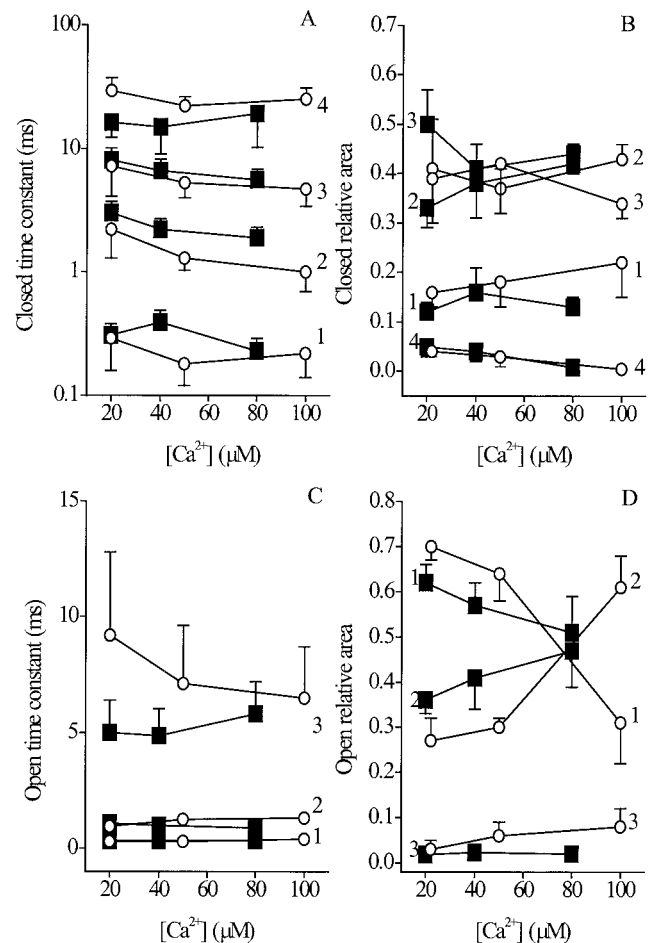 A
Closed time constant (ms)
100
10
1
0.1
4
3
2
1
20 40 60 80 100
[Ca²⁺] (μM)
B
Closed relative area
0.7
0.6
0.5
0.4
0.3
0.2
0.1
0.0
3
2
1
4
2
3
1
20 40 60 80 100
[Ca²⁺] (μM)
C
Open time constant (ms)
15
10
5
0
3
2
1
20 40 60 80 100
[Ca²⁺] (μM)
D
Open relative area
0.8
0.7
0.6
0.5
0.4
0.3
0.2
0.1
0.0
1
2
3
2
1
3
20 40 60 80 100
[Ca²⁺] (μM)